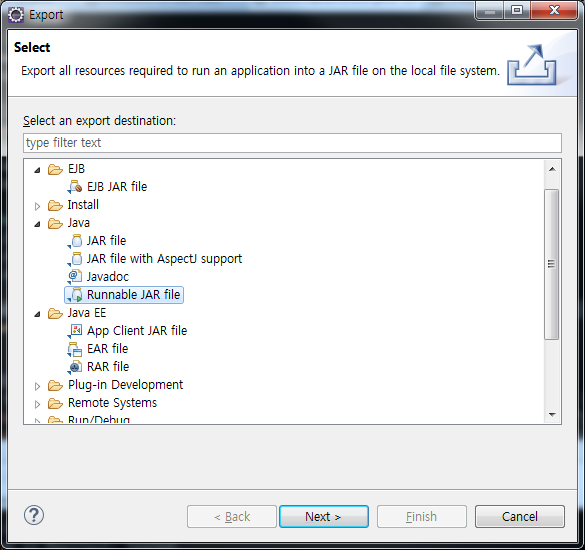 Export
Select
Export all resources required to run an application into a JAR file on the local file system.
Select an export destination:
type filter text
EJB
EJB JAR file
Install
Java
JAR file
JAR file with AspectJ support
Javadoc
Runnable JAR file
Java EE
App Client JAR file
EAR file
RAR file
Plug-in Development
Remote Systems
Run/Debug
?
< Back
Next >
Finish
Cancel